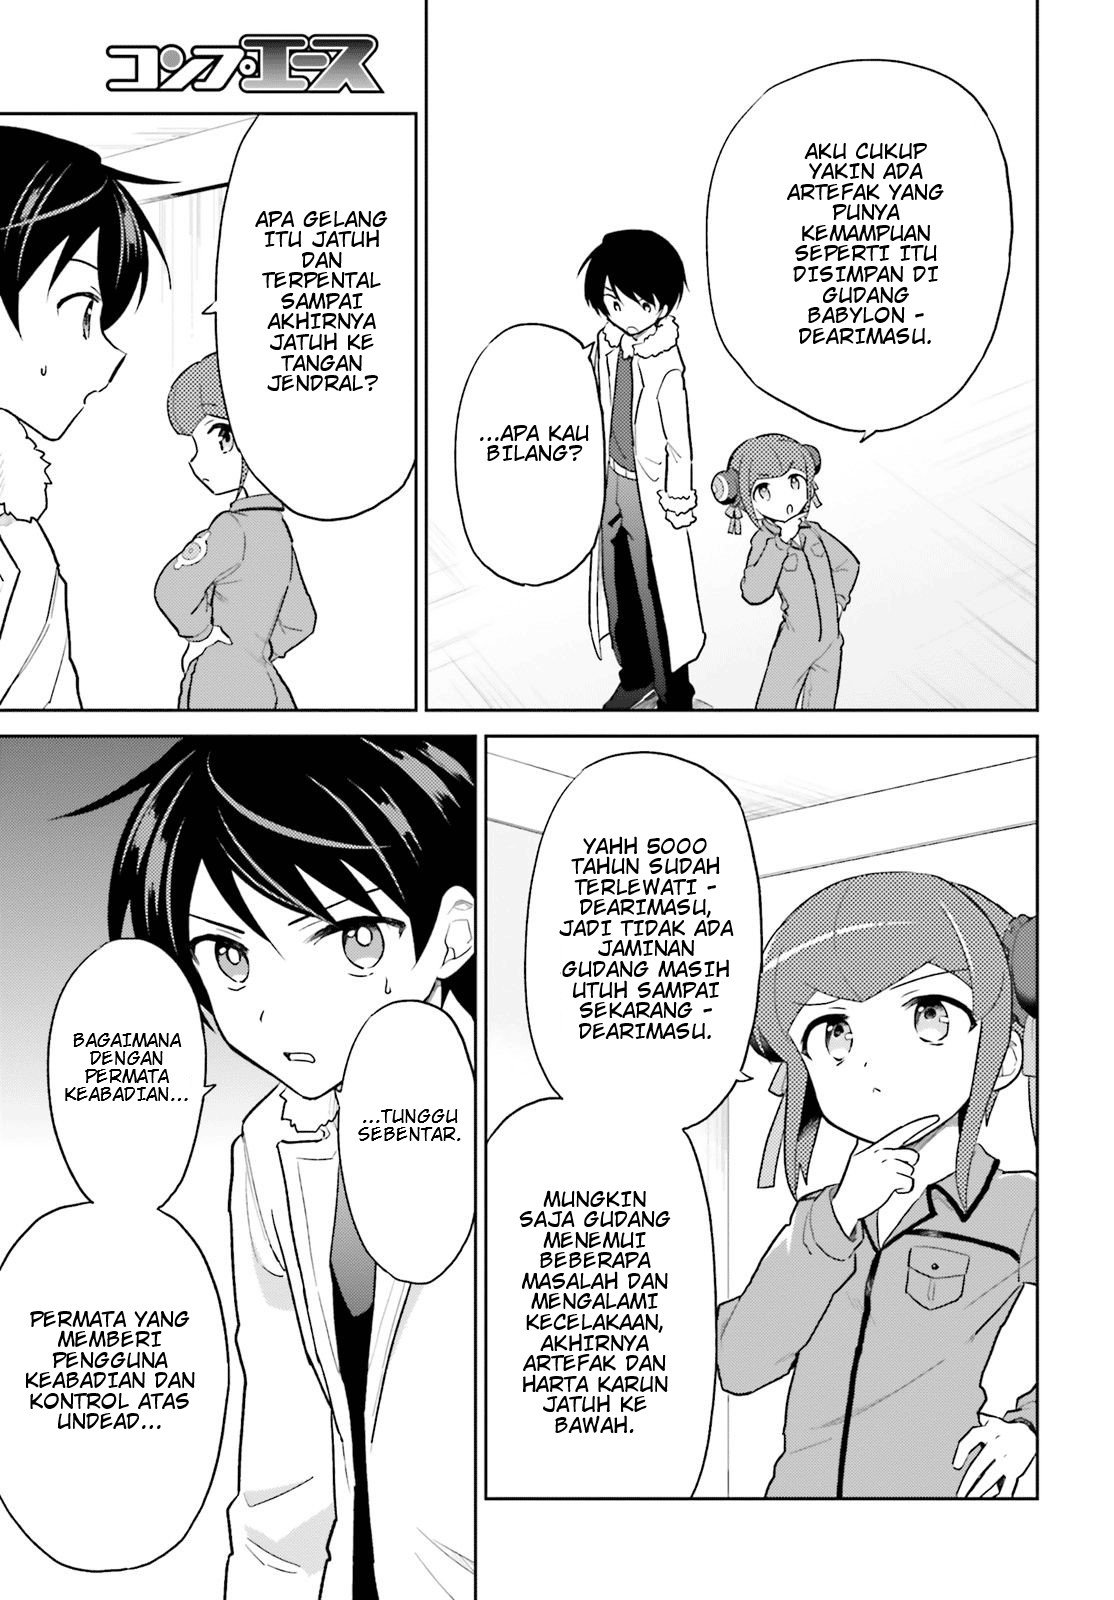 コンプエース
AKU CUKUP
YAKIN ADA
ARTEFAK YANG
PUNYA
KEMAMPUAN
SEPERTI ITU
DISIMPAN DI
GUDANG
BABYLON -
DEARIMASU.
...APA KAU
BILANG?
APA GELANG
ITU JATUH
DAN
TERPENTAL
SAMPAI
AKHIRNYA
JATUH KE
TANGAN
JENDRAL?
YAHH 5000
TAHUN SUDAH
TERLEWATI -
DEARIMASU,
JADI TIDAK ADA
JAMINAN
GUDANG MASIH
UTUH SAMPAI
SEKARANG -
DEARIMASU.
MUNGKIN
SAJA GUDANG
MENEMUI
BEBERAPA
MASALAH DAN
MENGALAMI
KECELAKAAN,
AKHIRNYA
ARTEFAK DAN
HARTA KARUN
JATUH KE
BAWAH.
...TUNGGU
SEBENTAR.
BAGAIMANA
DENGAN
PERMATA
KEABADIAN...
PERMATA YANG
MEMBERI
PENGGUNA
KEABADIAN DAN
KONTROL ATAS
UNDEAD...